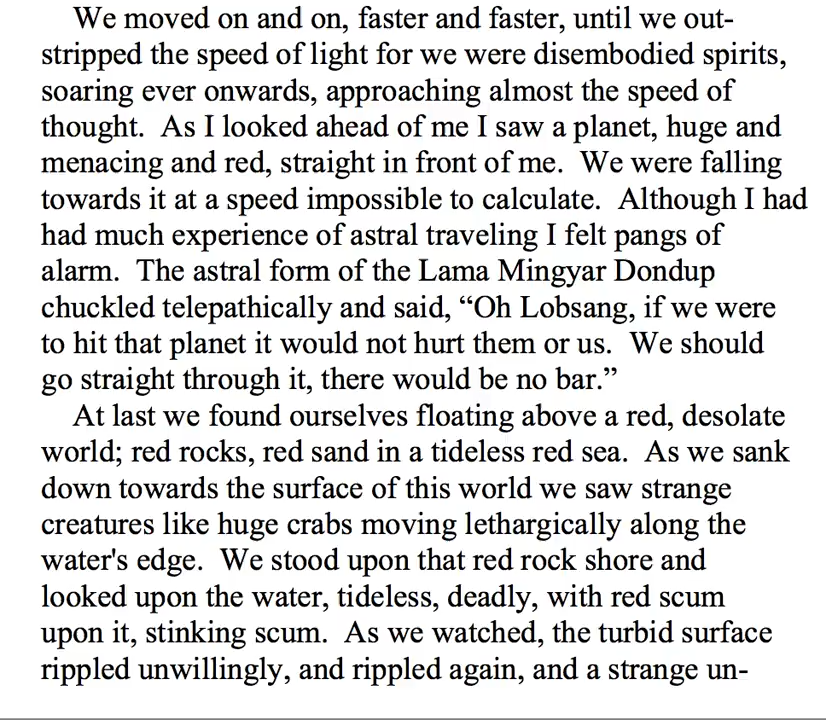 We moved on and on, faster and faster, until we out-
stripped the speed of light for we were disembodied spirits,
soaring ever onwards, approaching almost the speed of
thought.  As I looked ahead of me I saw a planet, huge and
menacing and red, straight in front of me.  We were falling
towards it at a speed impossible to calculate.  Although I had
had much experience of astral traveling I felt pangs of
alarm.  The astral form of the Lama Mingyar Dondup
chuckled telepathically and said, “Oh Lobsang, if we were
to hit that planet it would not hurt them or us.  We should
go straight through it, there would be no bar.”
At last we found ourselves floating above a red, desolate
world; red rocks, red sand in a tideless red sea.  As we sank
down towards the surface of this world we saw strange
creatures like huge crabs moving lethargically along the
water's edge.  We stood upon that red rock shore and
looked upon the water, tideless, deadly, with red scum
upon it, stinking scum.  As we watched, the turbid surface
rippled unwillingly, and rippled again, and a strange un-